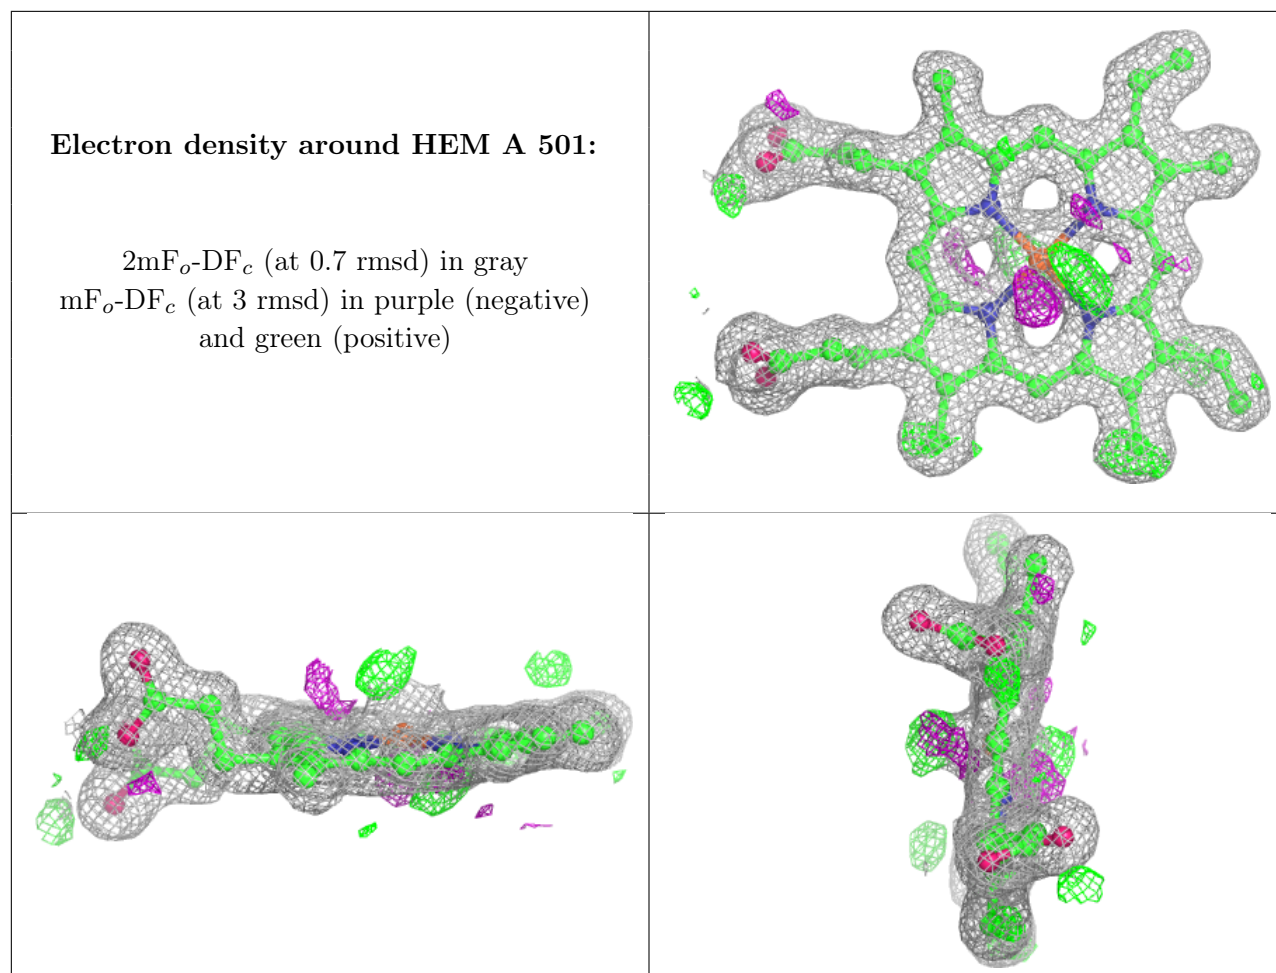 Electron density around HEM A 501:
2mFo-DFc (at 0.7 rmsd) in gray
mFo-DFc (at 3 rmsd) in purple (negative)
and green (positive)